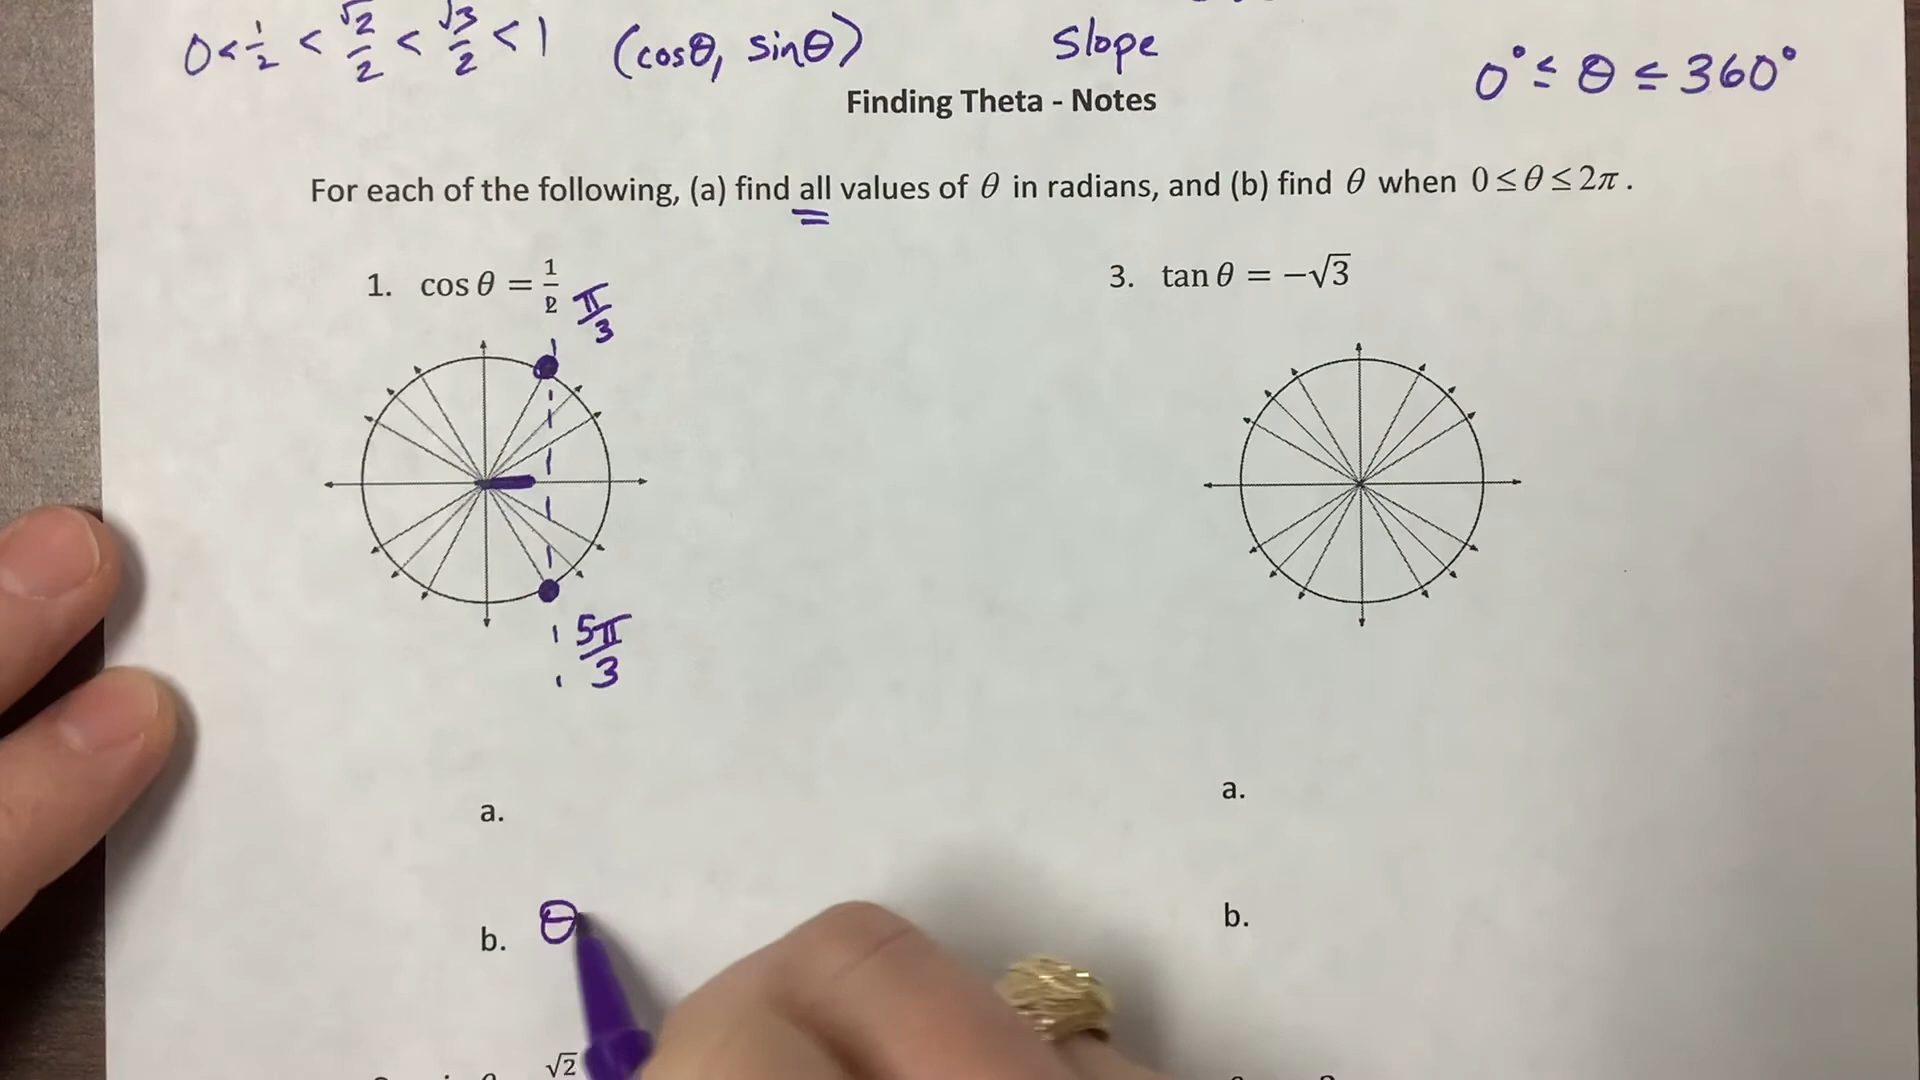 0 < 1/2 < √2/2 < √3/2 < 1 (cosθ, sinθ) Slope 0° ≤ θ ≤ 360°
Finding Theta - Notes
For each of the following, (a) find all values of θ in radians, and (b) find θ when 0 ≤ θ ≤ 2π.
1. cos θ = 1/2
π/3
5π/3
a.
b. θ
√2
3. tan θ = −√3
a.
b.